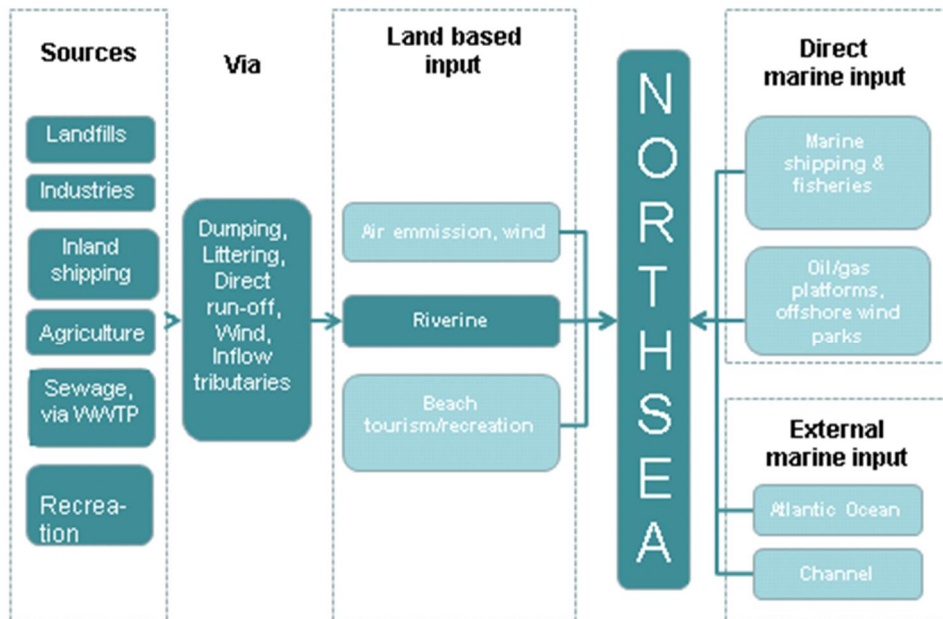 Sources
Landfills
Industries
Inland
shipping
Agriculture
Sewage,
via WWTP
Recrea-
tion
Via
Dumping,
Littering,
Direct
run-off,
Wind,
Inflow
tributaries
Land based
input
Air emmission, wind
Riverine
Beach
tourism/recreation
N
O
R
T
H
S
E
A
Direct
marine input
Marine
shipping &
fisheries
Oil/gas
platforms,
offshore wind
parks
External
marine input
Atlantic Ocean
Channel